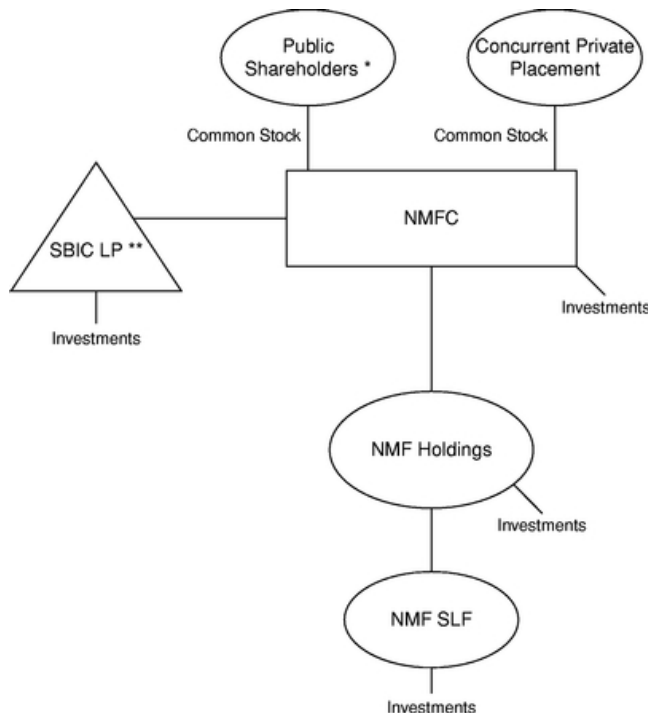 Public
Shareholders *
Concurrent Private
Placement
Common Stock
Common Stock
NMFC
SBIC LP **
Investments
Investments
NMF Holdings
Investments
NMF SLF
Investments